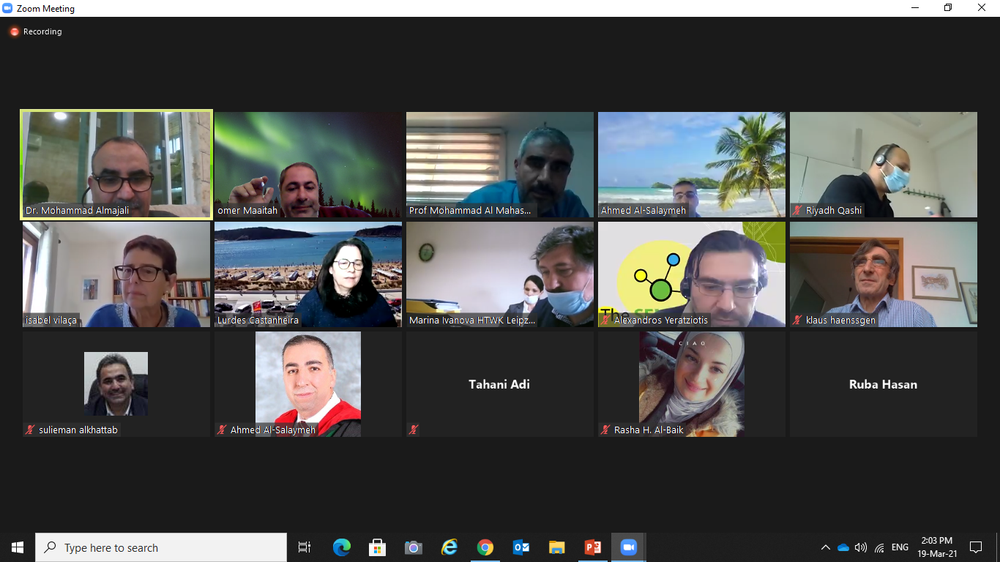 Zoom Meeting
Recording
Dr. Mohammad Almajali
omer Maaitah
Prof Mohammad Al Mahas...
Ahmed Al-Salaymeh
Riyadh Qashi
isabel vilaça
Lurdes Castanheira
Marina Ivanova HTWK Leipz...
The SE
Alexandros Yeratziotis
klaus haenssgen
sulieman alkhattab
Ahmed Al-Salaymeh
Tahani Adi
CIAO
Rasha H. Al-Baik
Ruba Hasan
Type here to search
ENG
2:03 PM
19-Mar-21